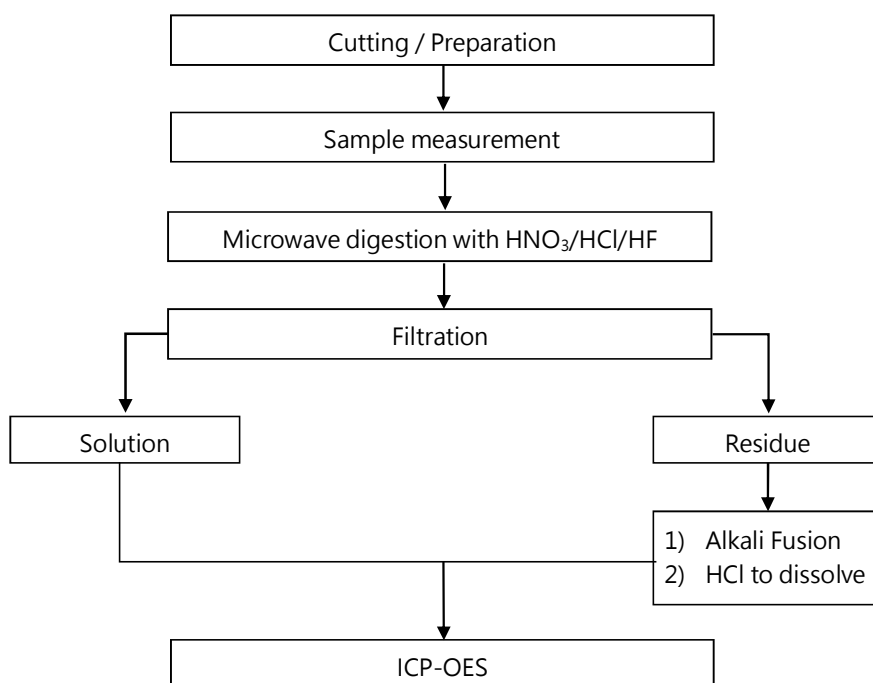 Cutting / Preparation
Sample measurement
Microwave digestion with HNO₃/HCl/HF
Filtration
Solution
Residue
1) Alkali Fusion
2) HCl to dissolve
ICP-OES